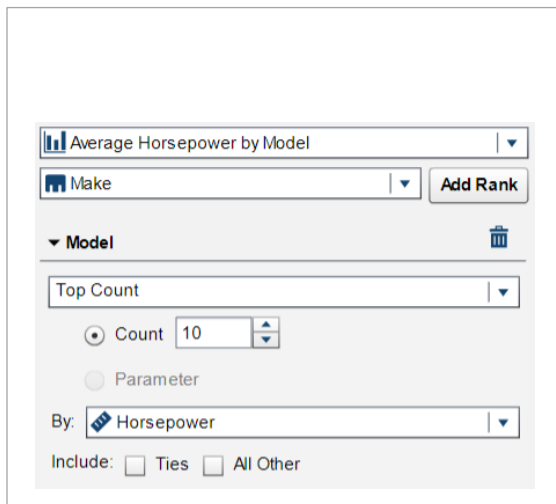 Average Horsepower by Model
Make
Add Rank
Model
Top Count
Count 10
Parameter
By: Horsepower
Include: Ties All Other